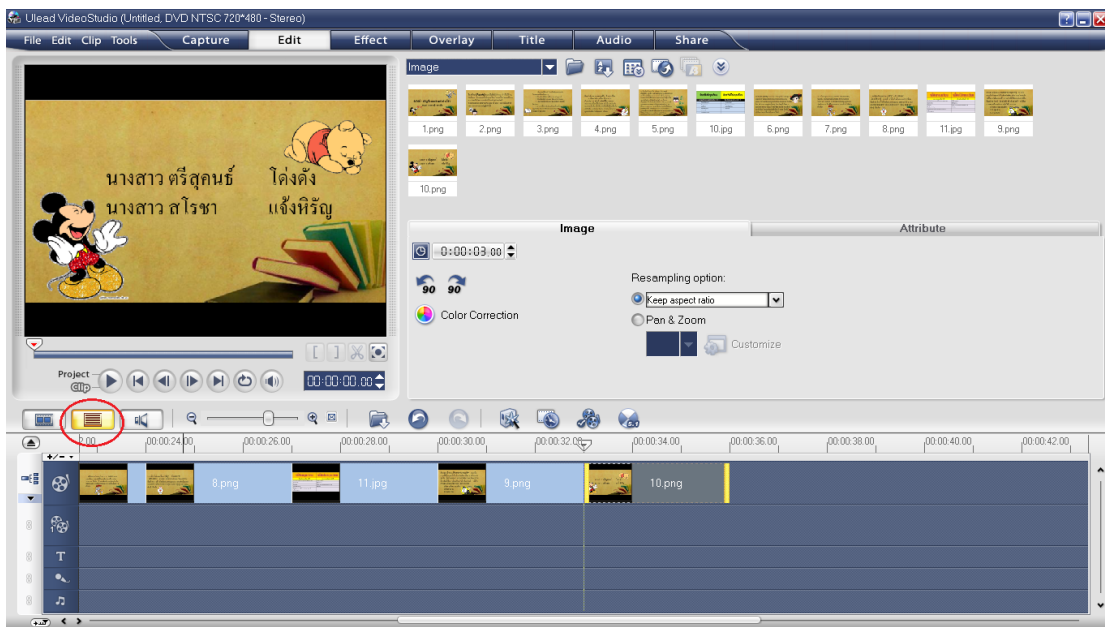 Ulead VideoStudio (Untitled, DVD NTSC 720*480 - Stereo)
File Edit Clip Tools Capture Edit Effect Overlay Title Audio Share
Image
นางสาว ตรีสุคนธ์ โด่งดัง
นางสาว สโรชา แจ้งหิรัญ
1.png 2.png 3.png 4.png 5.png 10.jpg 6.png 7.png 8.png 11.jpg 9.png
10.png
Image Attribute
0:00:03.00
90 90
Color Correction
Resampling option:
Keep aspect ratio
Pan & Zoom
Customize
Project
00:00:00.00
00:00:24.00 00:00:26.00 00:00:28.00 00:00:30.00 00:00:34.00 00:00:36.00 00:00:38.00 00:00:40.00 00:00:42.00
8.png 11.jpg 9.png 10.png
T